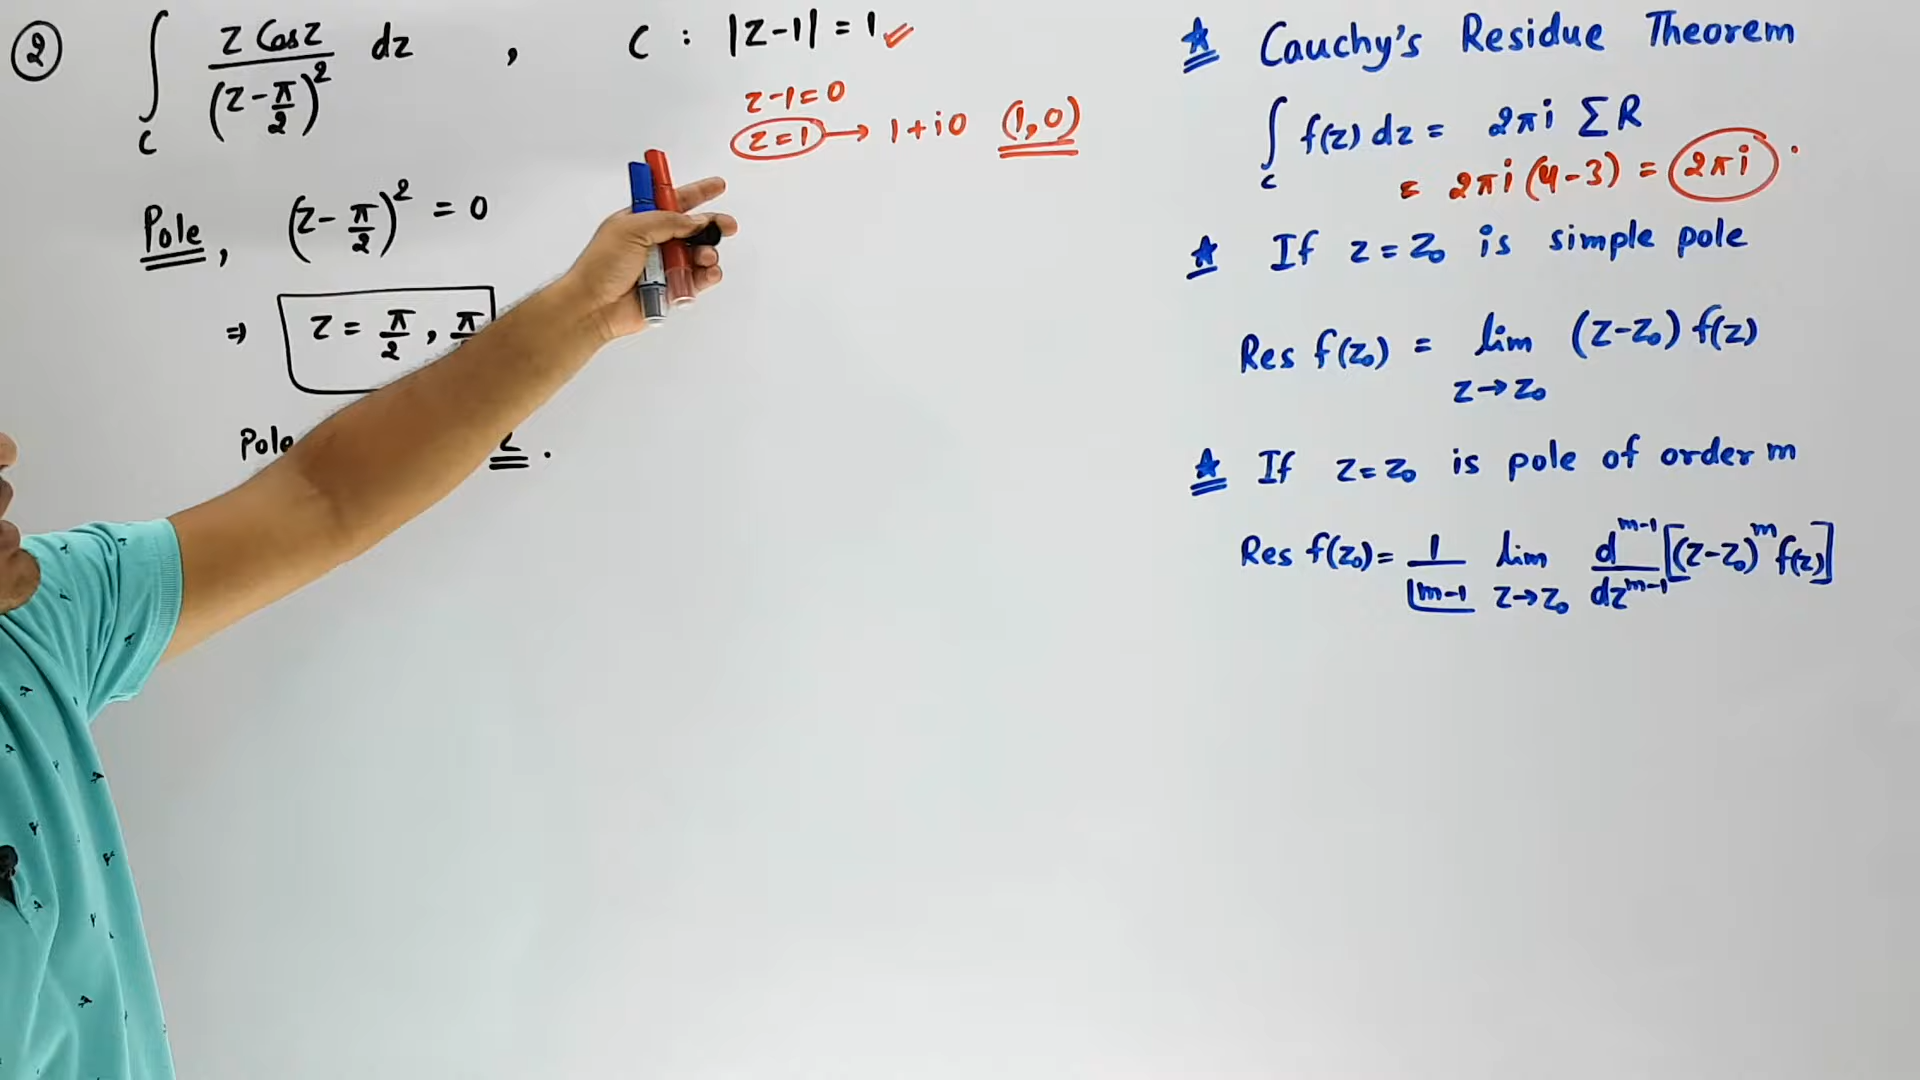 ② ∫_C z Cosz / (z - π/2)² dz , C : |z-1| = 1 ✓
z-1=0
z=1 → 1+i0 (1,0)
Pole, (z - π/2)² = 0
⇒ z = π/2 , π
Pole 2 .
★ Cauchy's Residue Theorem
∫_C f(z) dz = 2πi ΣR
= 2πi (4-3) = 2πi .
★ If z = z₀ is simple pole
Res f(z₀) = lim z→z₀ (z-z₀) f(z)
★ If z=z₀ is pole of order m
Res f(z₀) = 1/|m-1 lim z→z₀ d^(m-1)/dz^(m-1) [(z-z₀)^m f(z)]